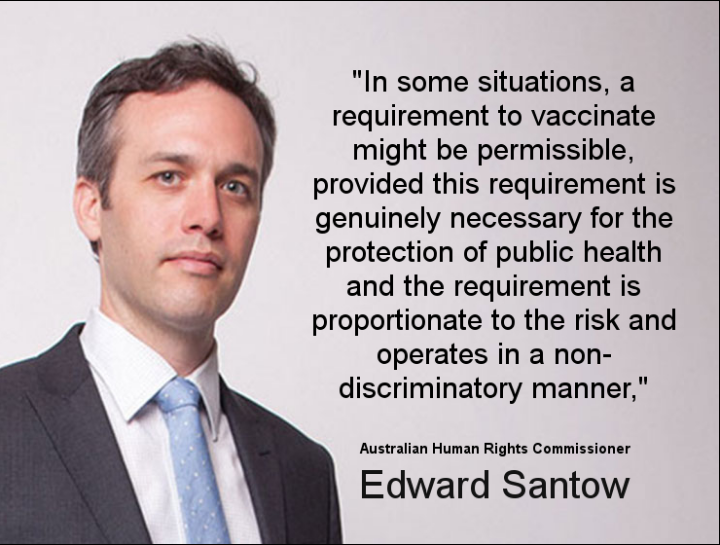 "In some situations, a
requirement to vaccinate
might be permissible,
provided this requirement is
genuinely necessary for the
protection of public health
and the requirement is
proportionate to the risk and
operates in a non-
discriminatory manner,"
Australian Human Rights Commissioner
Edward Santow